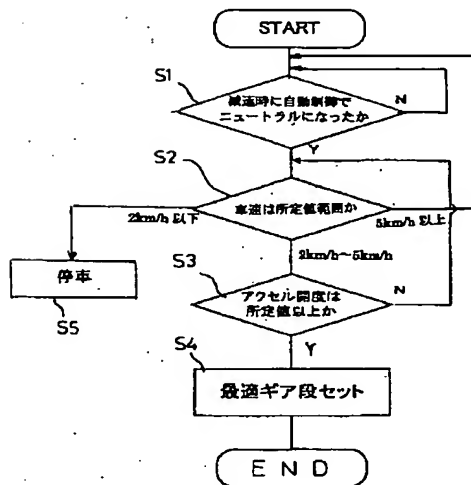 START
S1
減速時に自動制御で
ニュートラルになったか
N
Y
S2
車速は所定値範囲か
2km/h 以下
5km/h 以上
2km/h~5km/h
停車
S5
S3
アクセル開度は
所定値以上か
N
Y
S4
最適ギア段セット
END